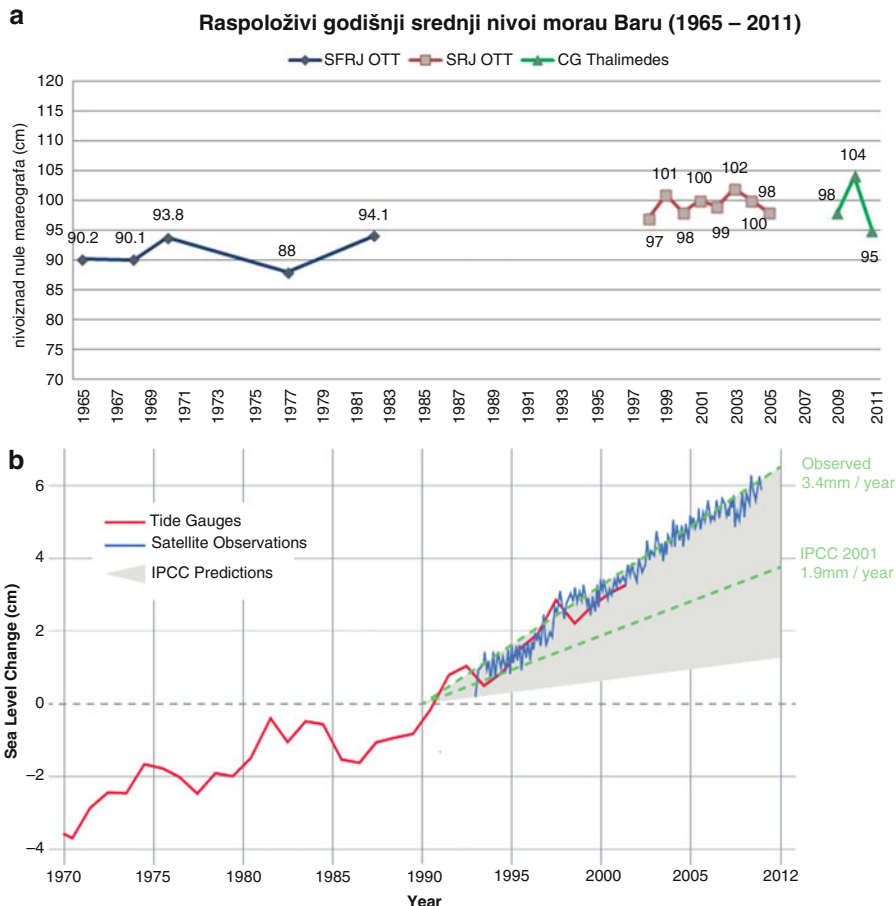 a
Raspoloživi godišnji srednji nivoi morau Baru (1965 – 2011)
SFRJ OTT SRJ OTT CG Thalimedes
nivoiznad nule mareografa (cm)
120
115
110
105
100
95
90
85
80
75
70
90.2 90.1 93.8 88 94.1
97 101 98 100 99 102 100 98
98 104 95
1965 1967 1969 1971 1973 1975 1977 1979 1981 1983 1985 1987 1989 1991 1993 1995 1997 1999 2001 2003 2005 2007 2009 2011
b
Sea Level Change (cm)
6
4
2
0
–2
–4
Tide Gauges
Satellite Observations
IPCC Predictions
Observed
3.4mm / year
IPCC 2001
1.9mm / year
1970 1975 1980 1985 1990 1995 2000 2005 2012
Year